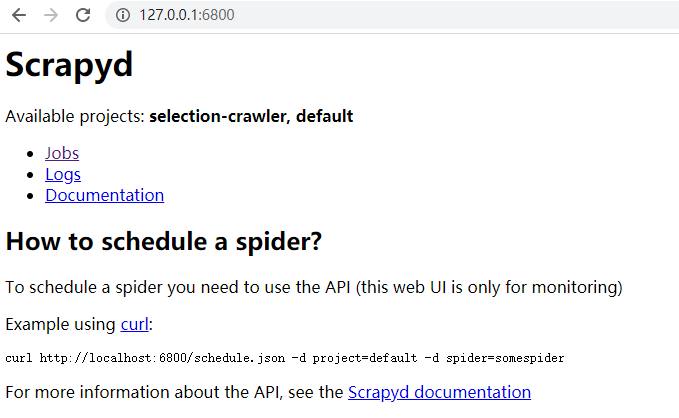 127.0.0.1:6800
Scrapyd
Available projects: selection-crawler, default
Jobs
Logs
Documentation
How to schedule a spider?
To schedule a spider you need to use the API (this web UI is only for monitoring)
Example using curl:
curl http://localhost:6800/schedule.json -d project=default -d spider=somespider
For more information about the API, see the Scrapyd documentation